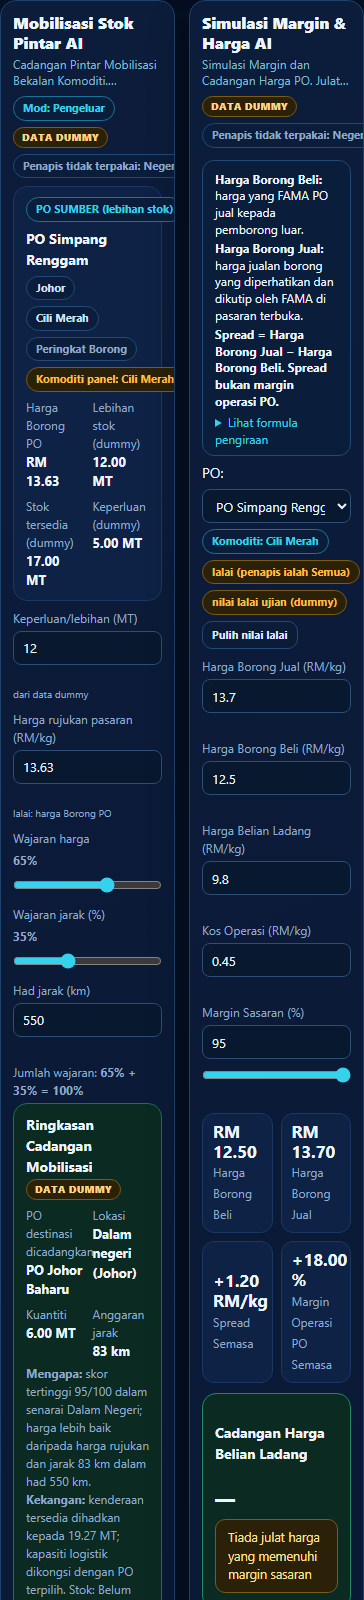 Mobilisasi Stok
Pintar AI
Cadangan Pintar Mobilisasi
Bekalan Komoditi....
Mod: Pengeluar
DATA DUMMY
Penapis tidak terpakai: Neger
PO SUMBER (lebihan stok)
PO Simpang
Renggam
Johor
Cili Merah
Peringkat Borong
Komoditi panel: Cili Merah
Harga
Borong
PO
RM
13.63
Lebihan
stok
(dummy)
12.00
MT
Stok
tersedia
(dummy)
17.00
MT
Keperluan
(dummy)
5.00 MT
Keperluan/lebihan (MT)
12
dari data dummy
Harga rujukan pasaran
(RM/kg)
13.63
lalai: harga Borong PO
Wajaran harga
65%
Wajaran jarak (%)
35%
Had jarak (km)
550
Jumlah wajaran: 65% +
35% = 100%
Ringkasan
Cadangan
Mobilisasi
DATA DUMMY
PO
destinasi
dicadangkan
PO Johor
Baharu
Lokasi
Dalam
negeri
(Johor)
Kuantiti
6.00 MT
Anggaran
jarak
83 km
Mengapa: skor
tertinggi 95/100 dalam
senarai Dalam Negeri;
harga lebih baik
daripada harga rujukan
dan jarak 83 km dalam
had 550 km.
Kekangan: kenderaan
tersedia dihadkan
kepada 19.27 MT;
kapasiti logistik
dikongsi dengan PO
terpilih. Stok: Belum
Simulasi Margin &
Harga AI
Simulasi Margin dan
Cadangan Harga PO. Julat...
DATA DUMMY
Penapis tidak terpakai: Neger
Harga Borong Beli:
harga yang FAMA PO
jual kepada
pemborong luar.
Harga Borong Jual:
harga jualan borong
yang diperhatikan dan
dikutip oleh FAMA di
pasaran terbuka.
Spread = Harga
Borong Jual − Harga
Borong Beli. Spread
bukan margin
operasi PO.
▶ Lihat formula
pengiraan
PO:
PO Simpang Rengg
Komoditi: Cili Merah
lalai (penapis ialah Semua)
nilai lalai ujian (dummy)
Pulih nilai lalai
Harga Borong Jual (RM/kg)
13.7
Harga Borong Beli (RM/kg)
12.5
Harga Belian Ladang
(RM/kg)
9.8
Kos Operasi (RM/kg)
0.45
Margin Sasaran (%)
95
RM
12.50
Harga
Borong
Beli
RM
13.70
Harga
Borong
Jual
+1.20
RM/kg
Spread
Semasa
+18.00
%
Margin
Operasi
PO
Semasa
Cadangan Harga
Belian Ladang
—
Tiada julat harga
yang memenuhi
margin sasaran